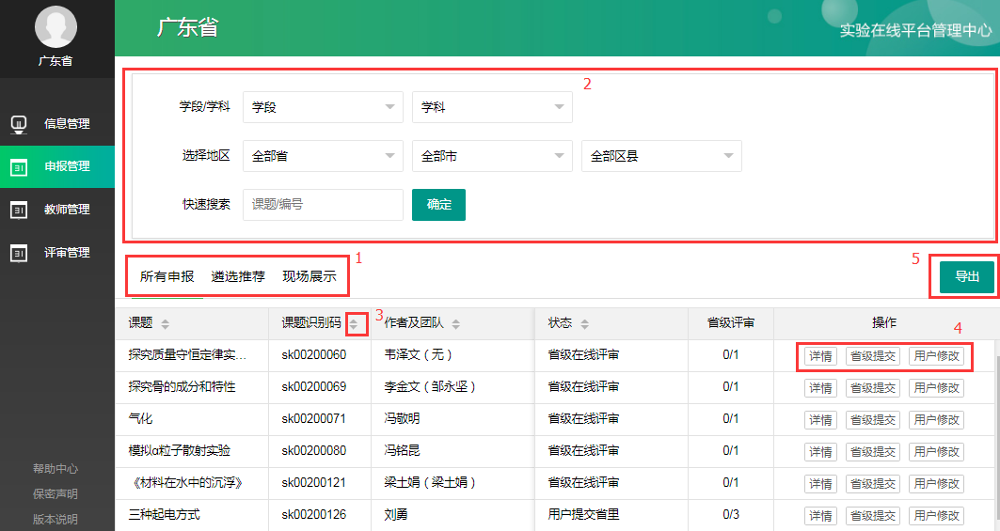 广东省
实验在线平台管理中心
广东省
信息管理
申报管理
教师管理
评审管理
帮助中心
保密声明
版本说明
2
学段/学科 学段 学科
选择地区 全部省 全部市 全部区县
快速搜索 课题/编号 确定
1
所有申报 遴选推荐 现场展示
5
导出
3
4
课题 课题识别码 作者及团队 状态 省级评审 操作
探究质量守恒定律实… sk00200060 韦泽文（无） 省级在线评审 0/1 详情 省级提交 用户修改
探究骨的成分和特性 sk00200069 李金文（邹永坚） 省级在线评审 0/1 详情 省级提交 用户修改
气化 sk00200071 冯敬明 省级在线评审 0/1 详情 省级提交 用户修改
模拟α粒子散射实验 sk00200080 冯铭昆 省级在线评审 0/1 详情 省级提交 用户修改
《材料在水中的沉浮》 sk00200121 梁土娟（梁土娟） 省级在线评审 0/1 详情 省级提交 用户修改
三种起电方式 sk00200126 刘勇 用户提交省里 0/3 详情 省级提交 用户修改